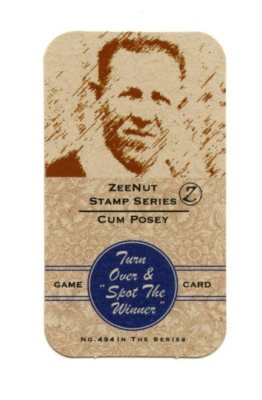 ZeeNut
Stamp Series Z
Cum Posey
Turn
Over &
"Spot The
Winner"
GAME CARD
No. 494 In The Series